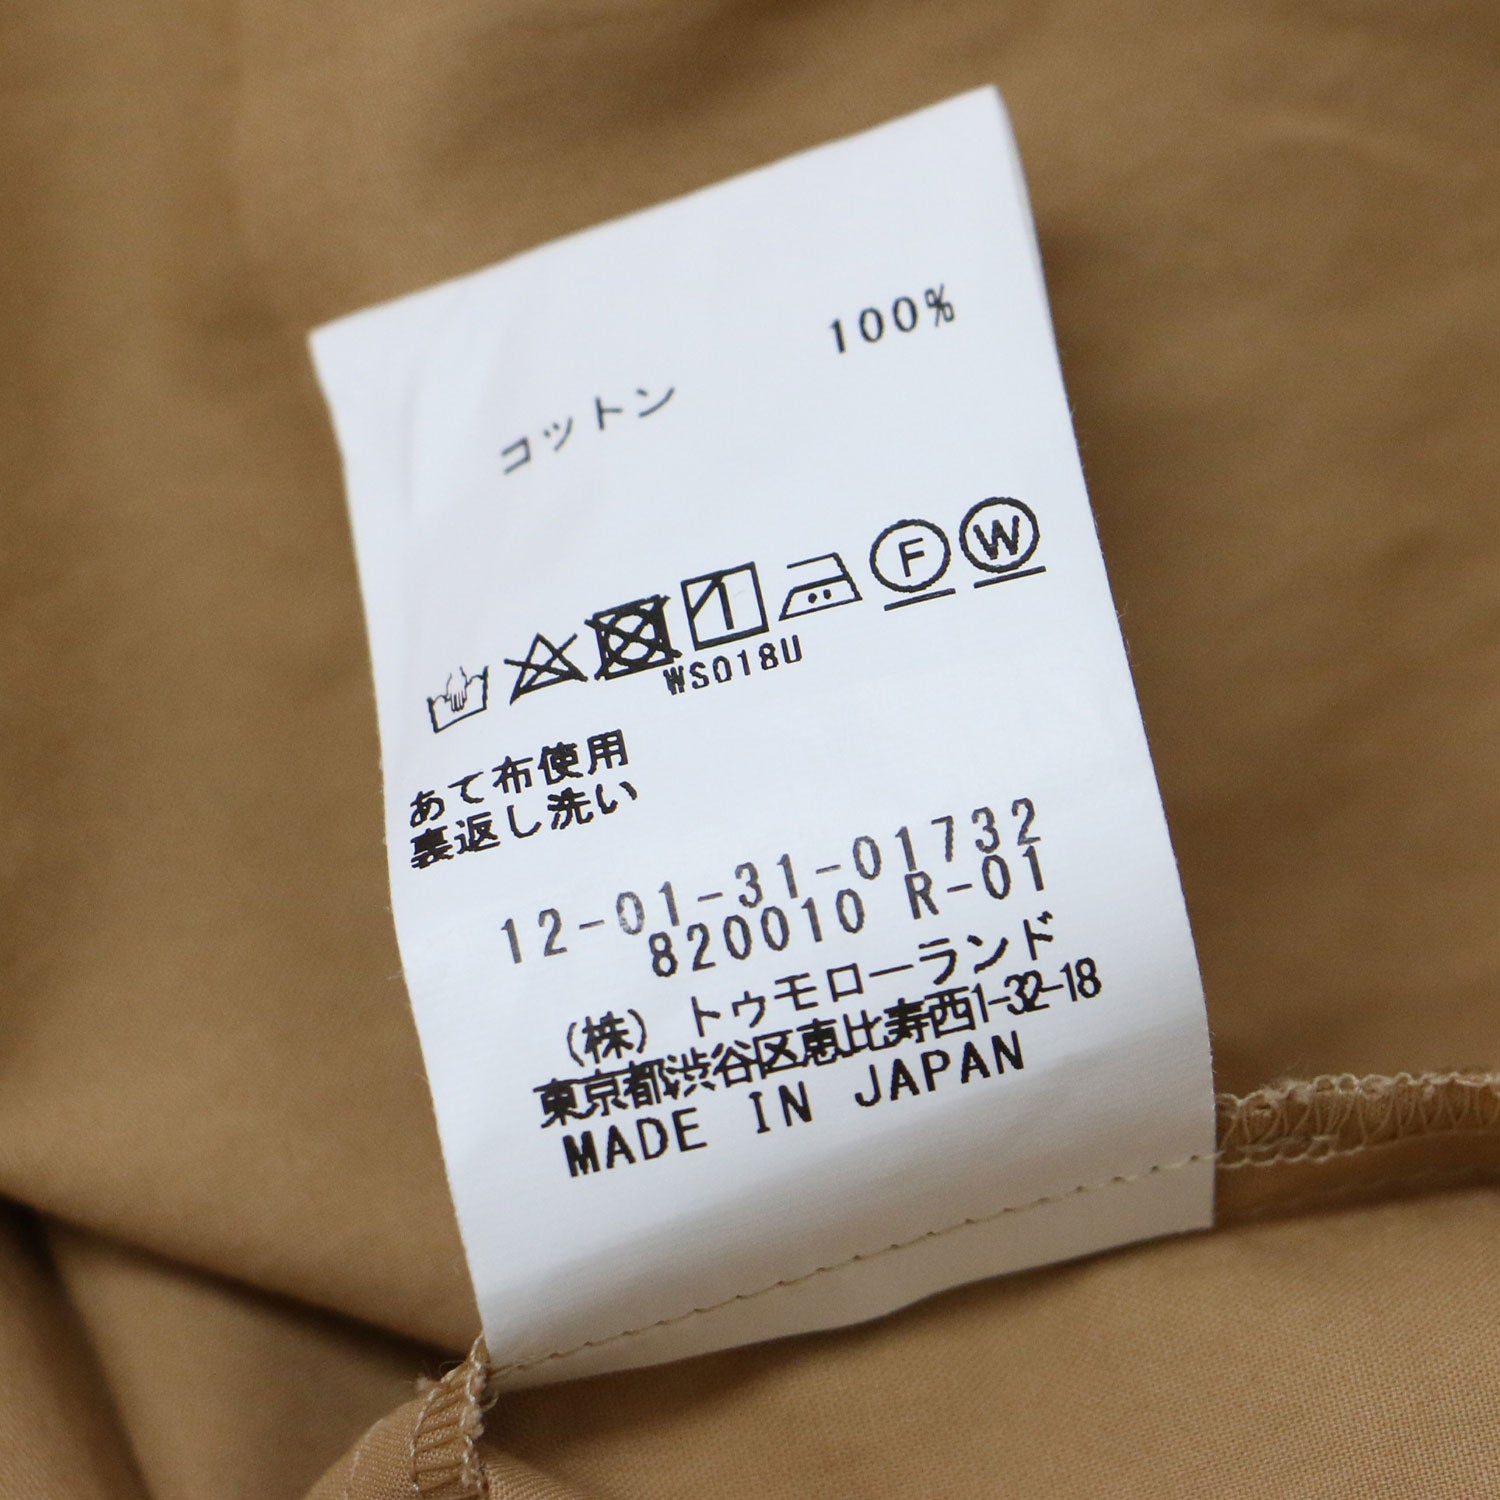 100%
コットン
F W
WS018U
あて布使用
裏返し洗い
12-01-31-01732
820010 R-01
(株) トゥモローランド
東京都渋谷区恵比寿西1-32-18
MADE IN JAPAN